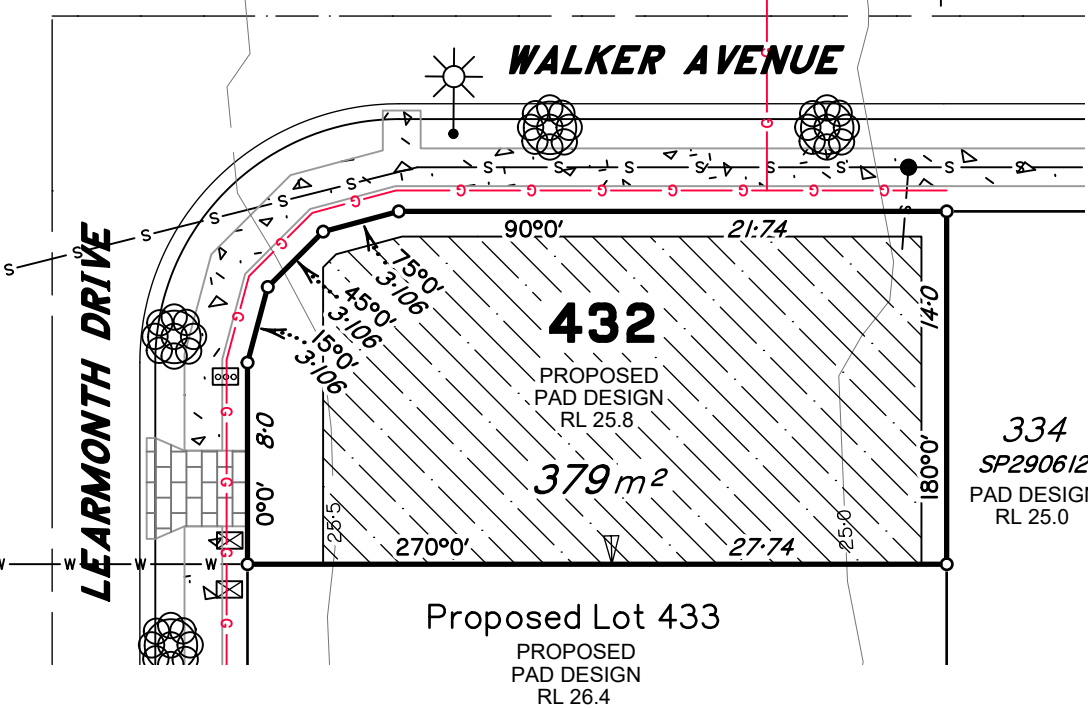 WALKER AVENUE
LEARMONTH DRIVE
90°0′ 21·74
75°0′
3·106
45°0′
3·106
15°0′
3·106
14·0
180°0′
8·0
0°0′
432
PROPOSED
PAD DESIGN
RL 25.8
379 m²
25·5
25·0
270°0′ 27·74
334
SP290612
PAD DESIGN
RL 25.0
Proposed Lot 433
PROPOSED
PAD DESIGN
RL 26.4
S S S S S S S S S S S S S
G G G G G G G G G G G G G G G G G
W W W W